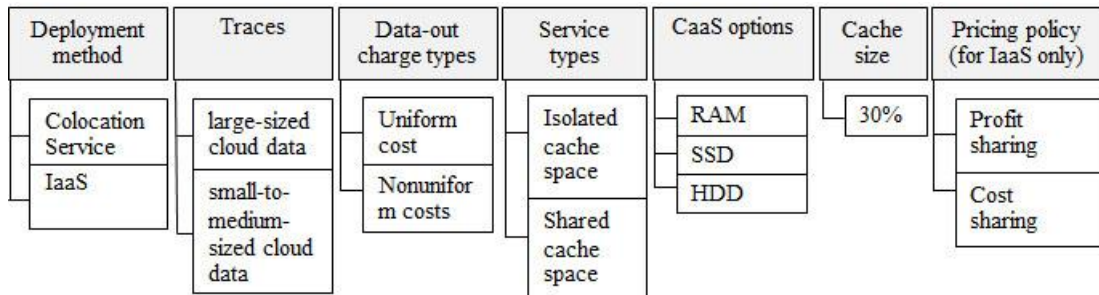 Deployment
method
Traces
Data-out
charge types
Service
types
CaaS options
Cache
size
Pricing policy
(for IaaS only)
Colocation
Service
IaaS
large-sized
cloud data
small-to-
medium-
sized cloud
data
Uniform
cost
Nonunifor
m costs
Isolated
cache
space
Shared
cache
space
RAM
SSD
HDD
30%
Profit
sharing
Cost
sharing